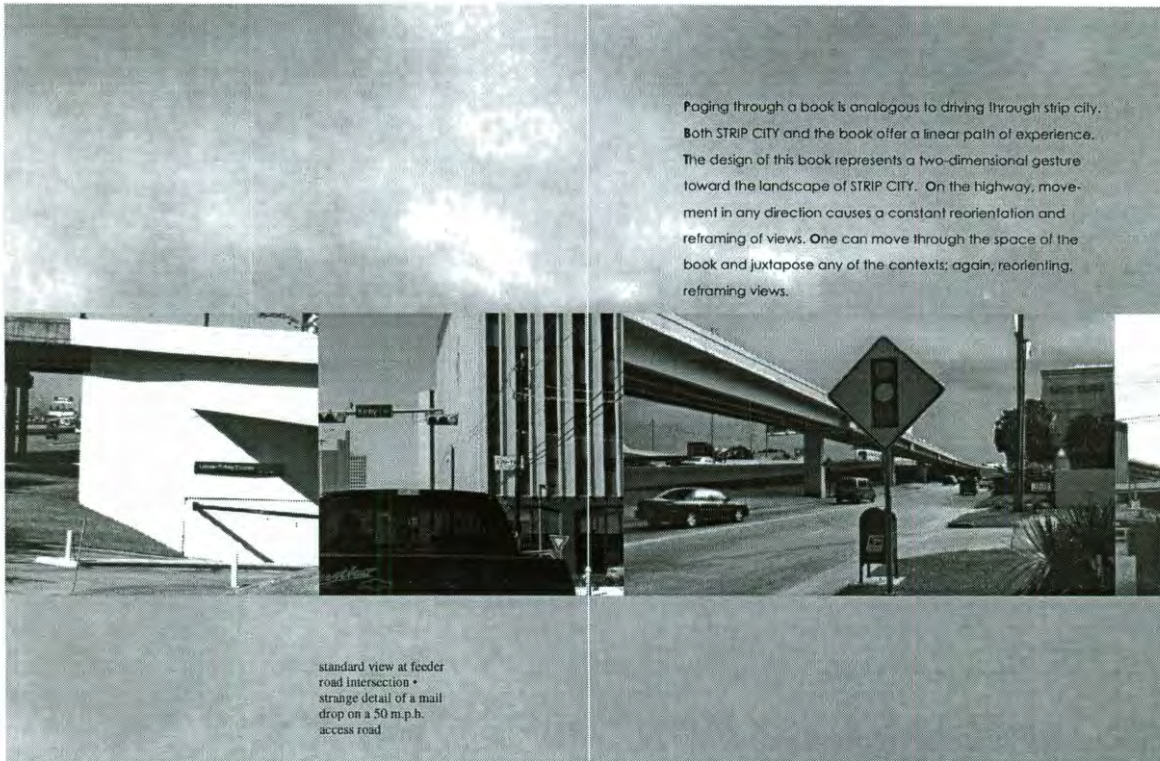 Paging through a book is analogous to driving through strip city.
Both STRIP CITY and the book offer a linear path of experience.
The design of this book represents a two-dimensional gesture
toward the landscape of STRIP CITY. On the highway, move-
ment in any direction causes a constant reorientation and
reframing of views. One can move through the space of the
book and juxtapose any of the contexts; again, reorienting,
reframing views.
standard view at feeder
road intersection •
strange detail of a mail
drop on a 50 m.p.h.
access road